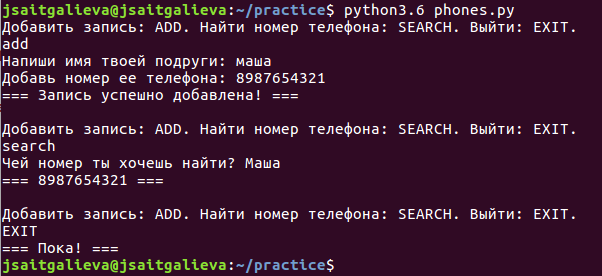 jsaitgalieva@jsaitgalieva:~/practice$ python3.6 phones.py
Добавить запись: ADD. Найти номер телефона: SEARCH. Выйти: EXIT.
add
Напиши имя твоей подруги: маша
Добавь номер ее телефона: 8987654321
=== Запись успешно добавлена! ===
Добавить запись: ADD. Найти номер телефона: SEARCH. Выйти: EXIT.
search
Чей номер ты хочешь найти? Маша
=== 8987654321 ===
Добавить запись: ADD. Найти номер телефона: SEARCH. Выйти: EXIT.
EXIT
=== Пока! ===
jsaitgalieva@jsaitgalieva:~/practice$